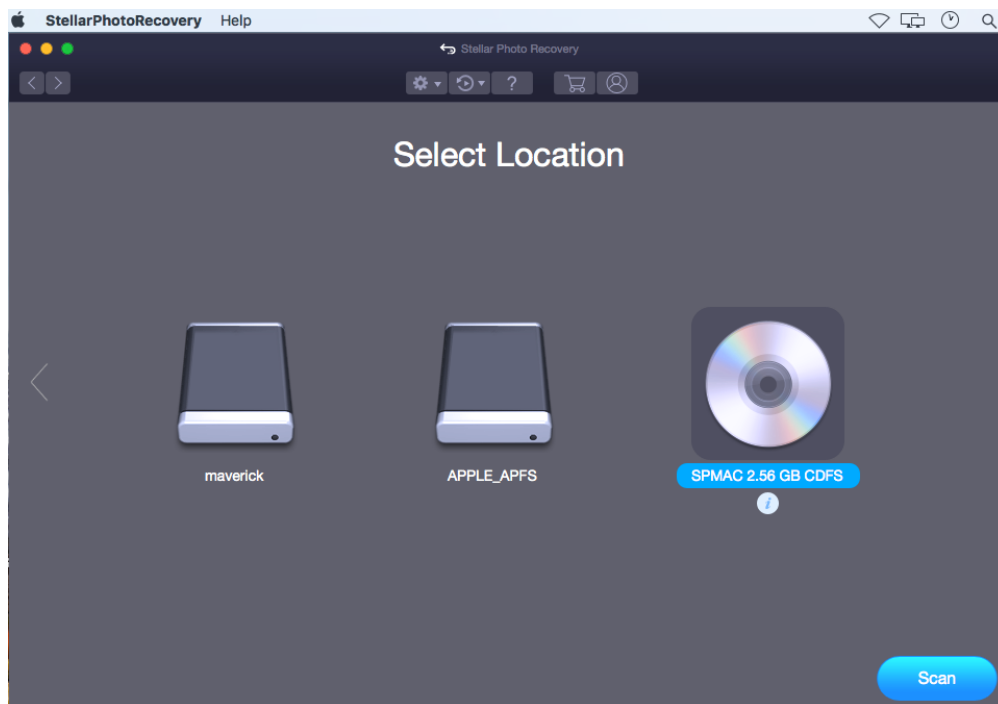 StellarPhotoRecovery Help
Stellar Photo Recovery
?
Select Location
maverick
APPLE_APFS
SPMAC 2.56 GB CDFS
i
Scan